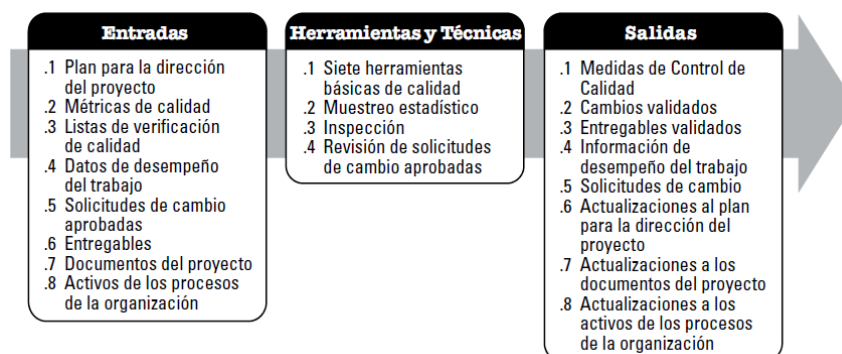 Entradas
.1 Plan para la dirección
del proyecto
.2 Métricas de calidad
.3 Listas de verificación
de calidad
.4 Datos de desempeño
del trabajo
.5 Solicitudes de cambio
aprobadas
.6 Entregables
.7 Documentos del proyecto
.8 Activos de los procesos
de la organización
Herramientas y Técnicas
.1 Siete herramientas
básicas de calidad
.2 Muestreo estadístico
.3 Inspección
.4 Revisión de solicitudes
de cambio aprobadas
Salidas
.1 Medidas de Control de
Calidad
.2 Cambios validados
.3 Entregables validados
.4 Información de
desempeño del trabajo
.5 Solicitudes de cambio
.6 Actualizaciones al plan
para la dirección del
proyecto
.7 Actualizaciones a los
documentos del proyecto
.8 Actualizaciones a los
activos de los procesos
de la organización